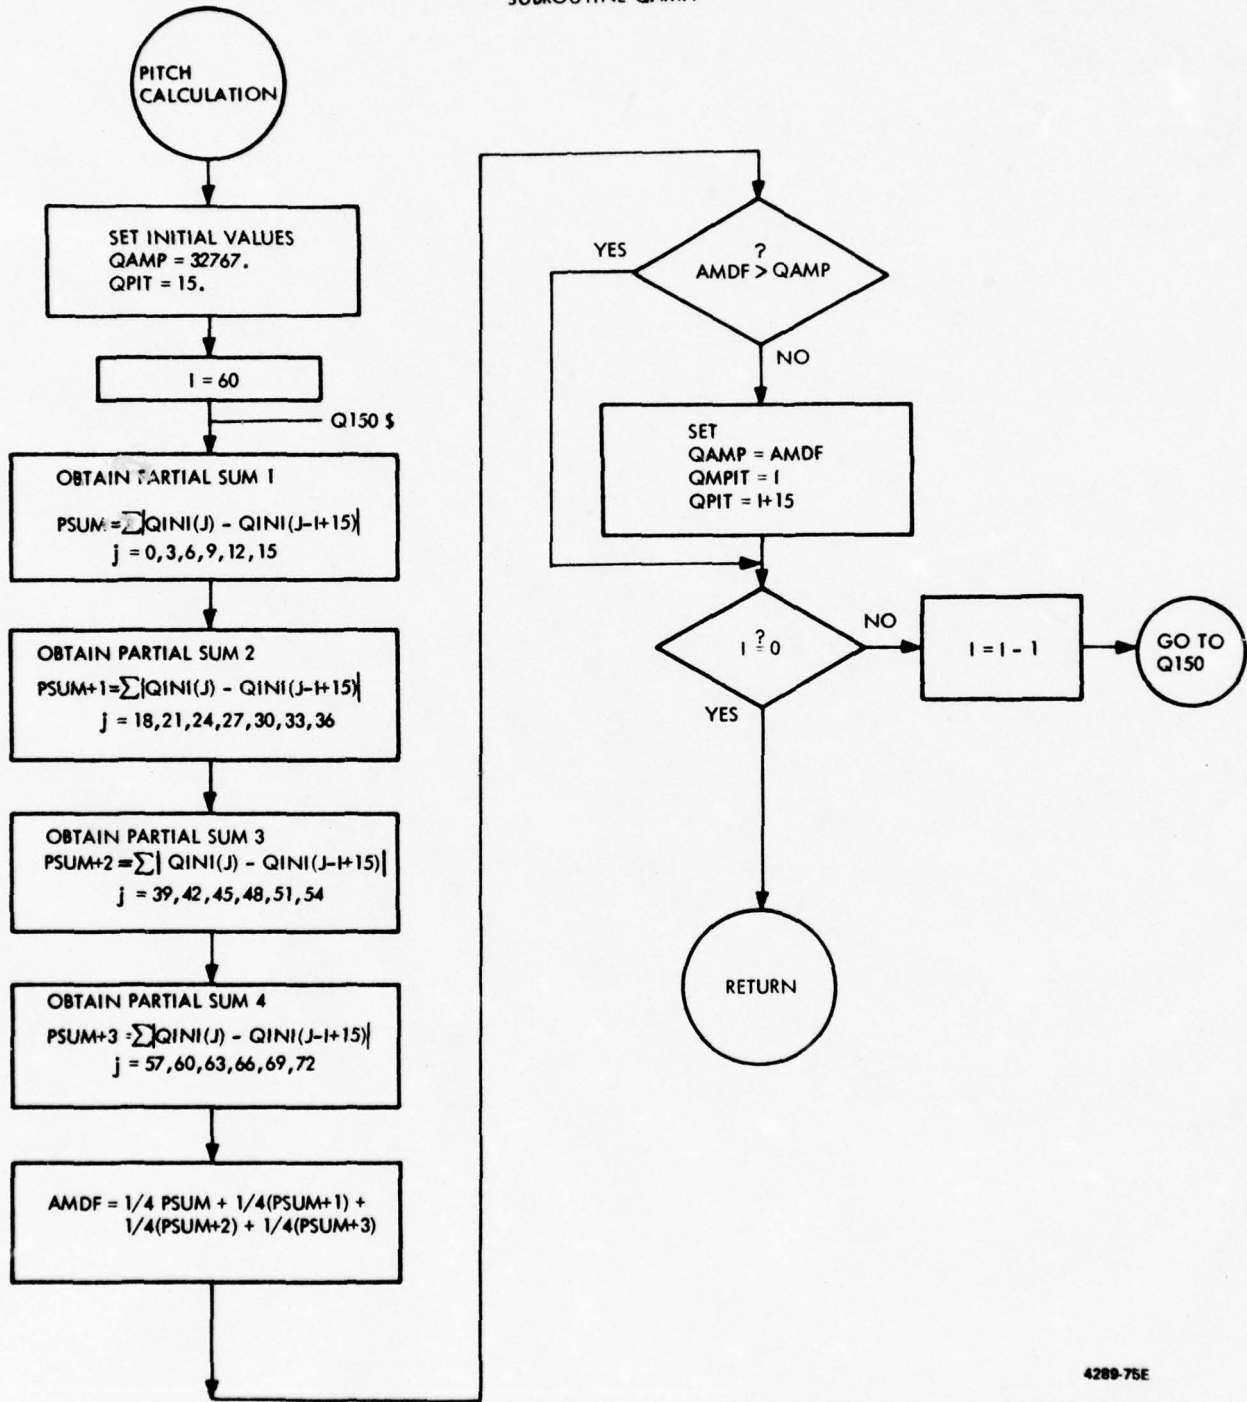 PITCH
CALCULATION
SET INITIAL VALUES
QAMP = 32767.
QPIT = 15.
I = 60
Q150 $
OBTAIN PARTIAL SUM 1
PSUM = ∑|QINI(J) - QINI(J-I+15)|
j = 0,3,6,9,12,15
OBTAIN PARTIAL SUM 2
PSUM+1=∑|QINI(J) - QINI(J-I+15)|
j = 18,21,24,27,30,33,36
OBTAIN PARTIAL SUM 3
PSUM+2 =∑| QINI(J) - QINI(J-I+15)|
j = 39,42,45,48,51,54
OBTAIN PARTIAL SUM 4
PSUM+3 =∑|QINI(J) - QINI(J-I+15)|
j = 57,60,63,66,69,72
AMDF = 1/4 PSUM + 1/4(PSUM+1) +
1/4(PSUM+2) + 1/4(PSUM+3)
?
AMDF > QAMP
YES
NO
SET
QAMP = AMDF
QMPIT = I
QPIT = I+15
?
I = 0
NO
YES
I = I - 1
GO TO
Q150
RETURN
4289-75E